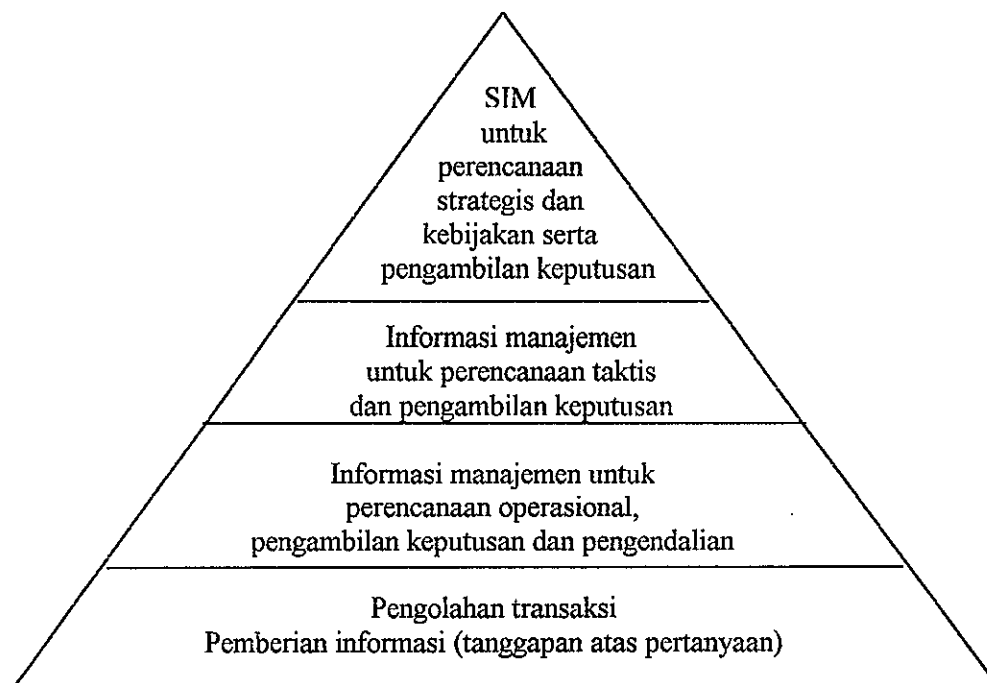 SIM
untuk
perencanaan
strategis dan
kebijakan serta
pengambilan keputusan
Informasi manajemen
untuk perencanaan taktis
dan pengambilan keputusan
Informasi manajemen untuk
perencanaan operasional,
pengambilan keputusan dan pengendalian
Pengolahan transaksi
Pemberian informasi (tanggapan atas pertanyaan)